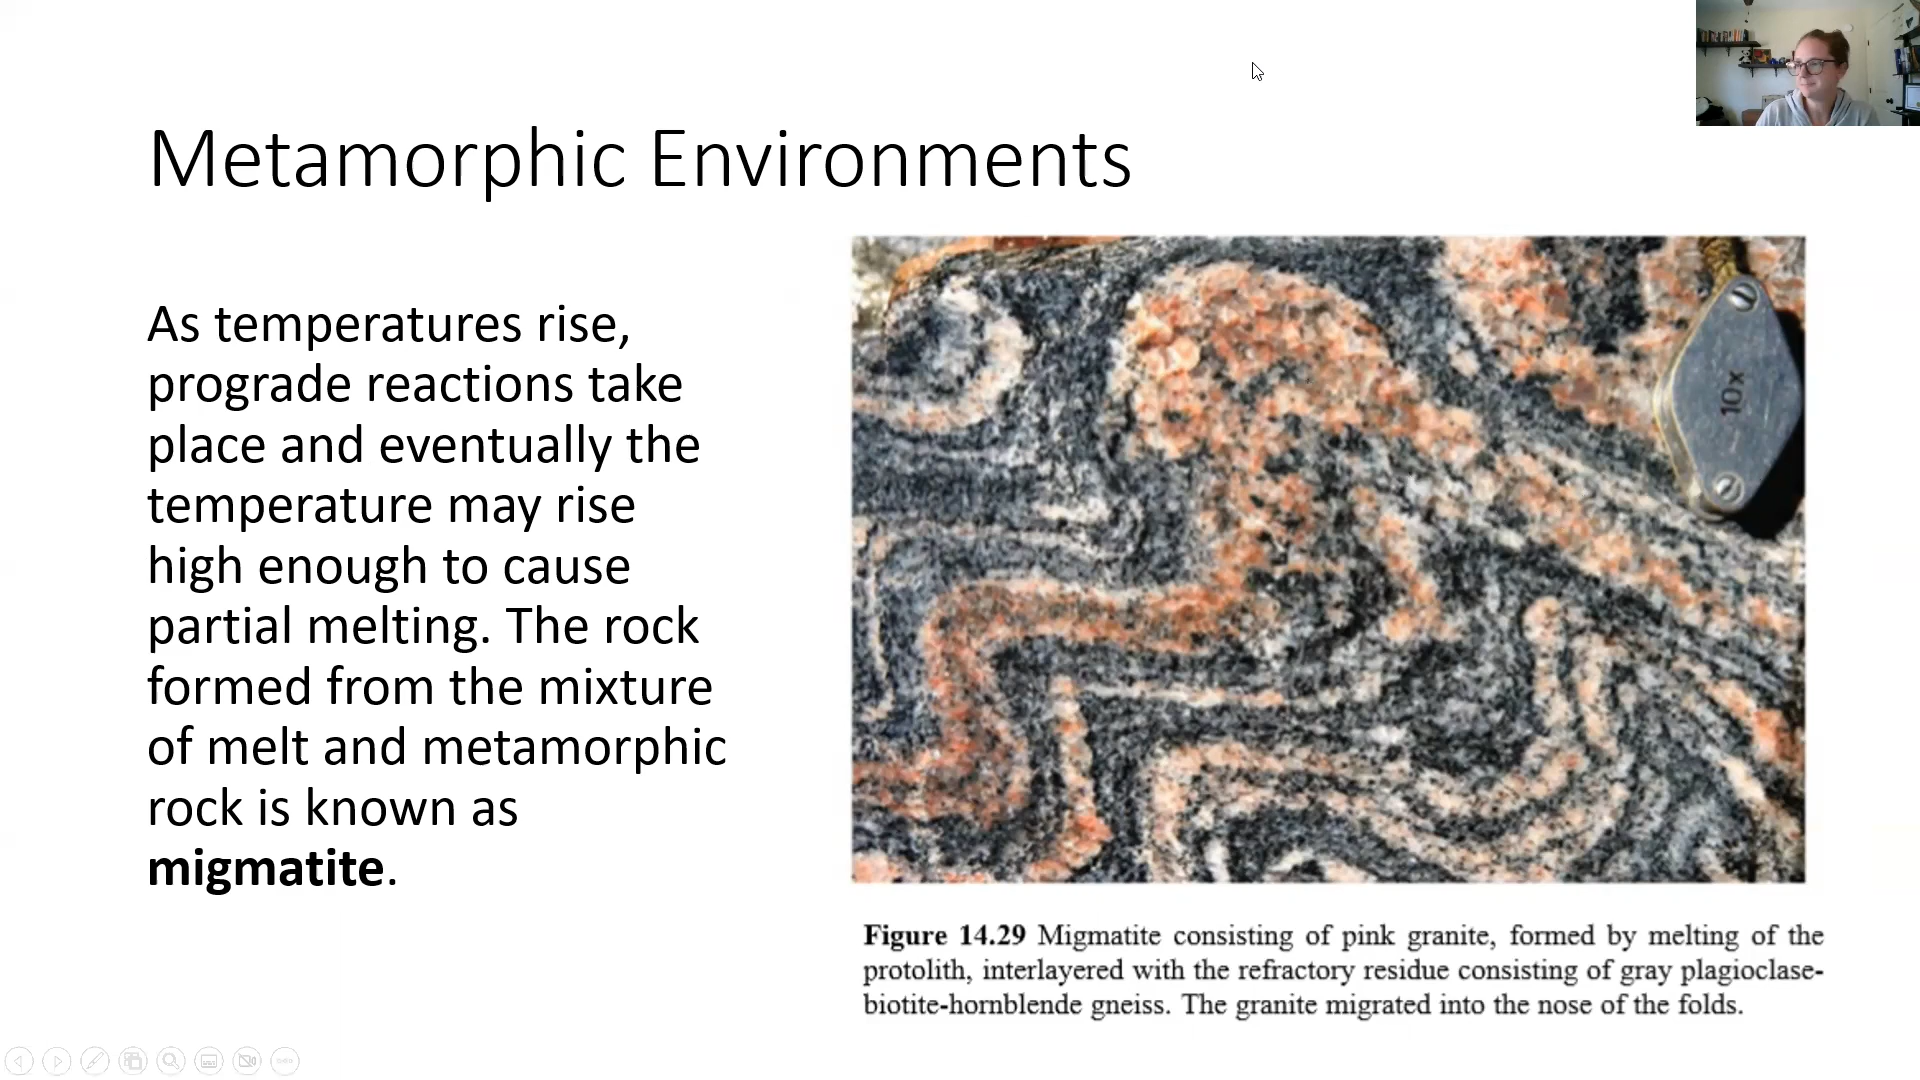 Metamorphic Environments
As temperatures rise,
prograde reactions take
place and eventually the
temperature may rise
high enough to cause
partial melting. The rock
formed from the mixture
of melt and metamorphic
rock is known as
migmatite.
10x
Figure 14.29 Migmatite consisting of pink granite, formed by melting of the
protolith, interlayered with the refractory residue consisting of gray plagioclase-
biotite-hornblende gneiss. The granite migrated into the nose of the folds.